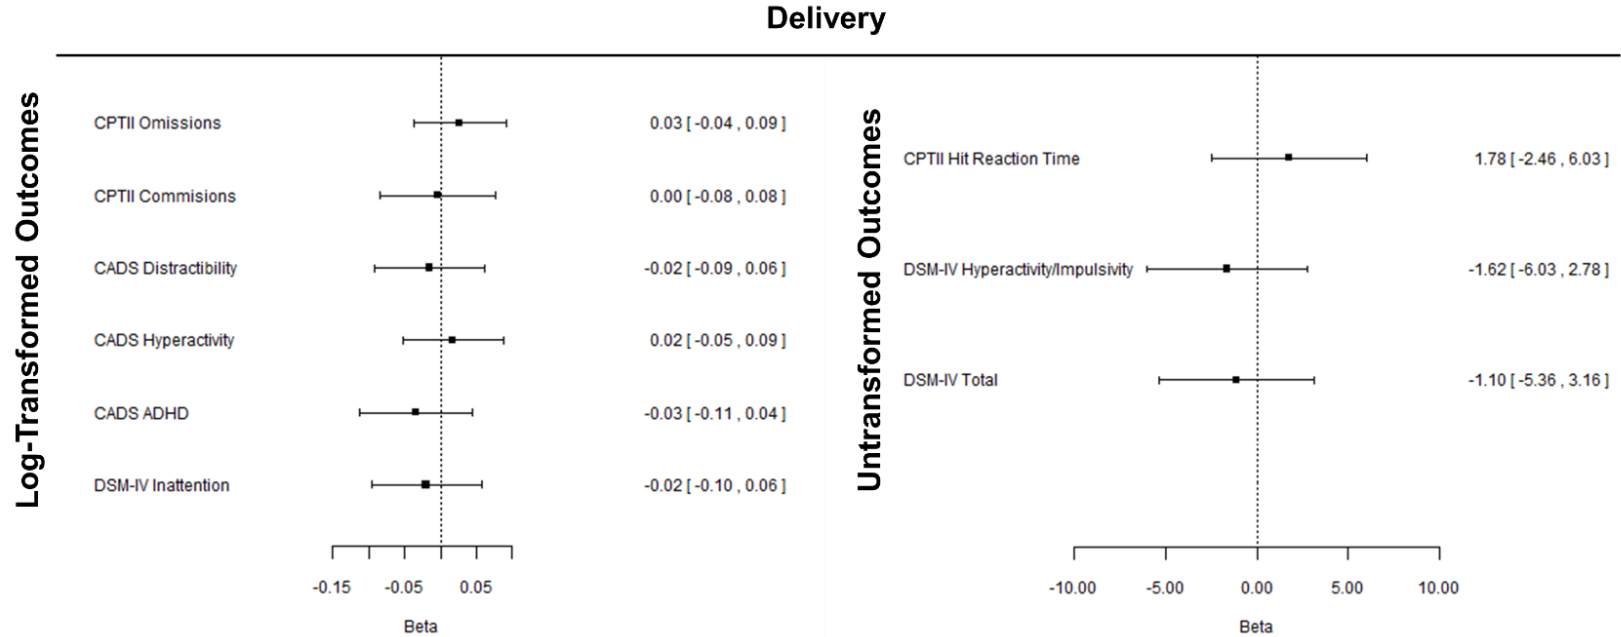 Delivery
Log-Transformed Outcomes
CPTII Omissions 0.03 [ -0.04 , 0.09 ]
CPTII Commisions 0.00 [ -0.08 , 0.08 ]
CADS Distractibility -0.02 [ -0.09 , 0.06 ]
CADS Hyperactivity 0.02 [ -0.05 , 0.09 ]
CADS ADHD -0.03 [ -0.11 , 0.04 ]
DSM-IV Inattention -0.02 [ -0.10 , 0.06 ]
-0.15 -0.05 0.05
Beta
Untransformed Outcomes
CPTII Hit Reaction Time 1.78 [ -2.46 , 6.03 ]
DSM-IV Hyperactivity/Impulsivity -1.62 [ -6.03 , 2.78 ]
DSM-IV Total -1.10 [ -5.36 , 3.16 ]
-10.00 -5.00 0.00 5.00 10.00
Beta